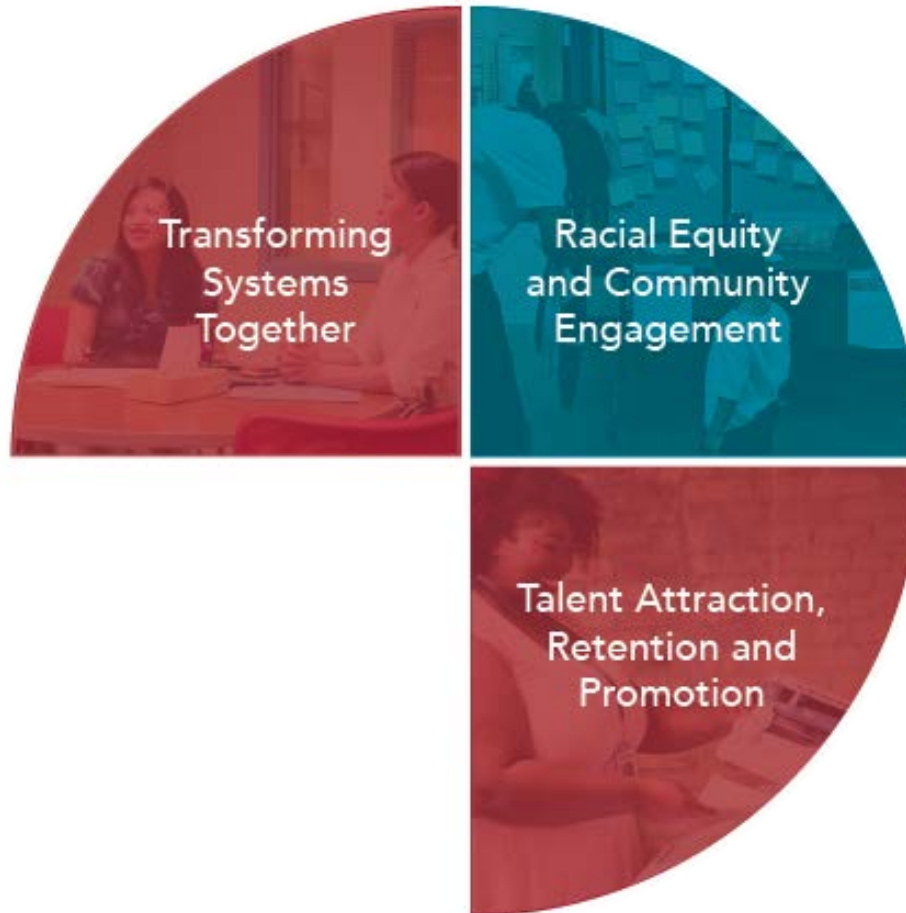 Transforming
Systems
Together
Racial Equity
and Community
Engagement
Talent Attraction,
Retention and
Promotion